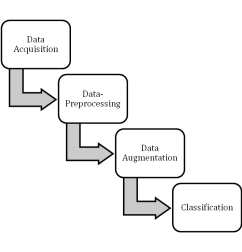 Data
Acquisition
Data-
Preprocessing
Data
Augmentation
Classification